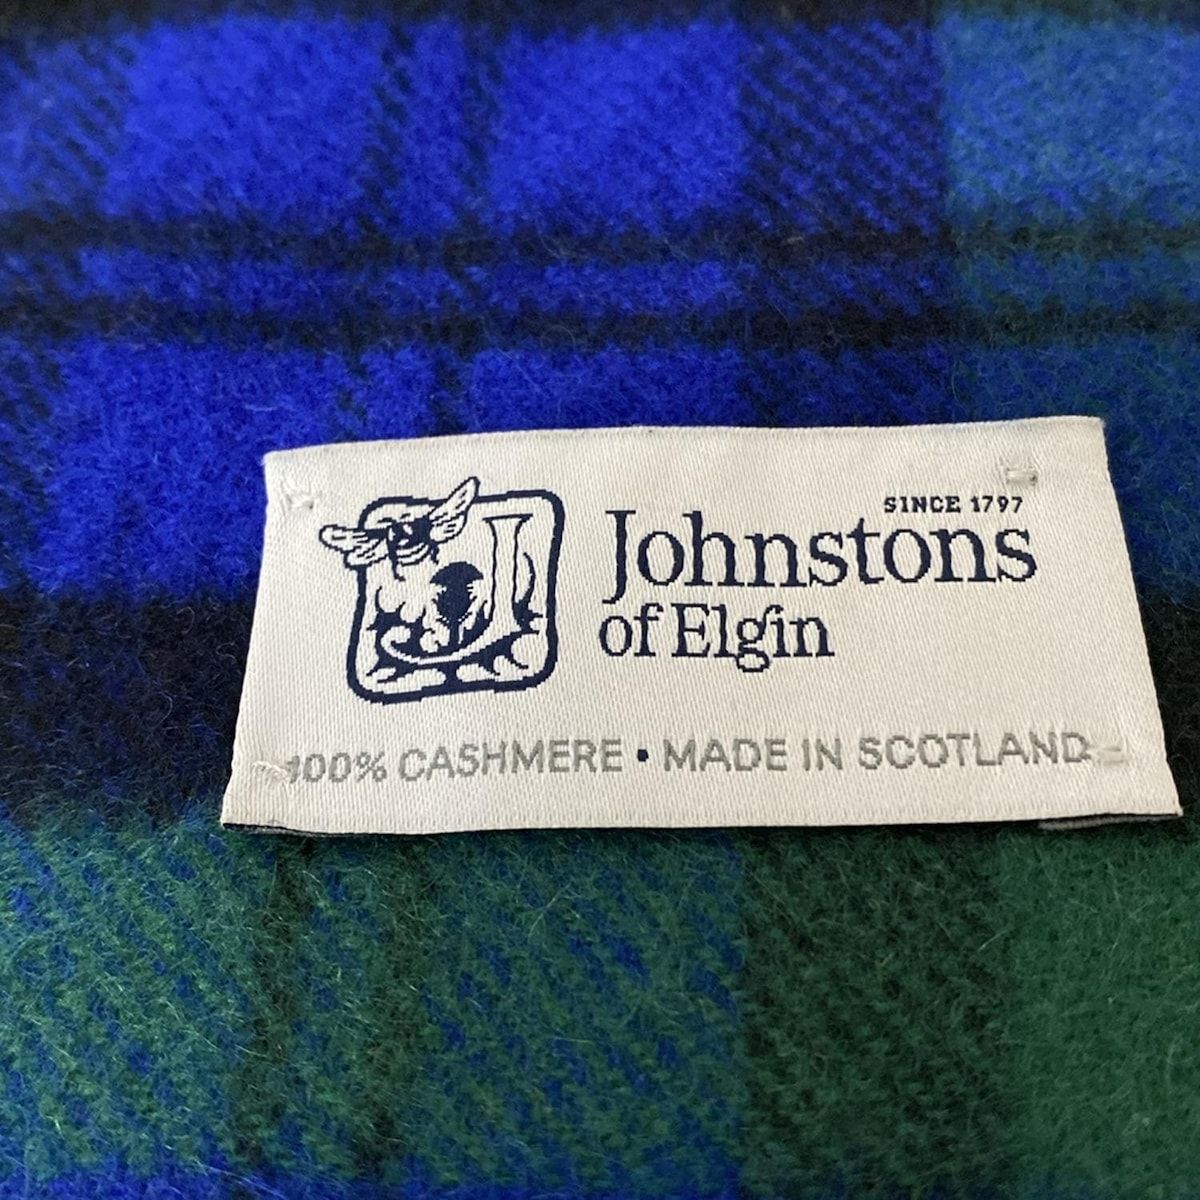 SINCE 1797
Johnstons
of Elgin
100% CASHMERE • MADE IN SCOTLAND